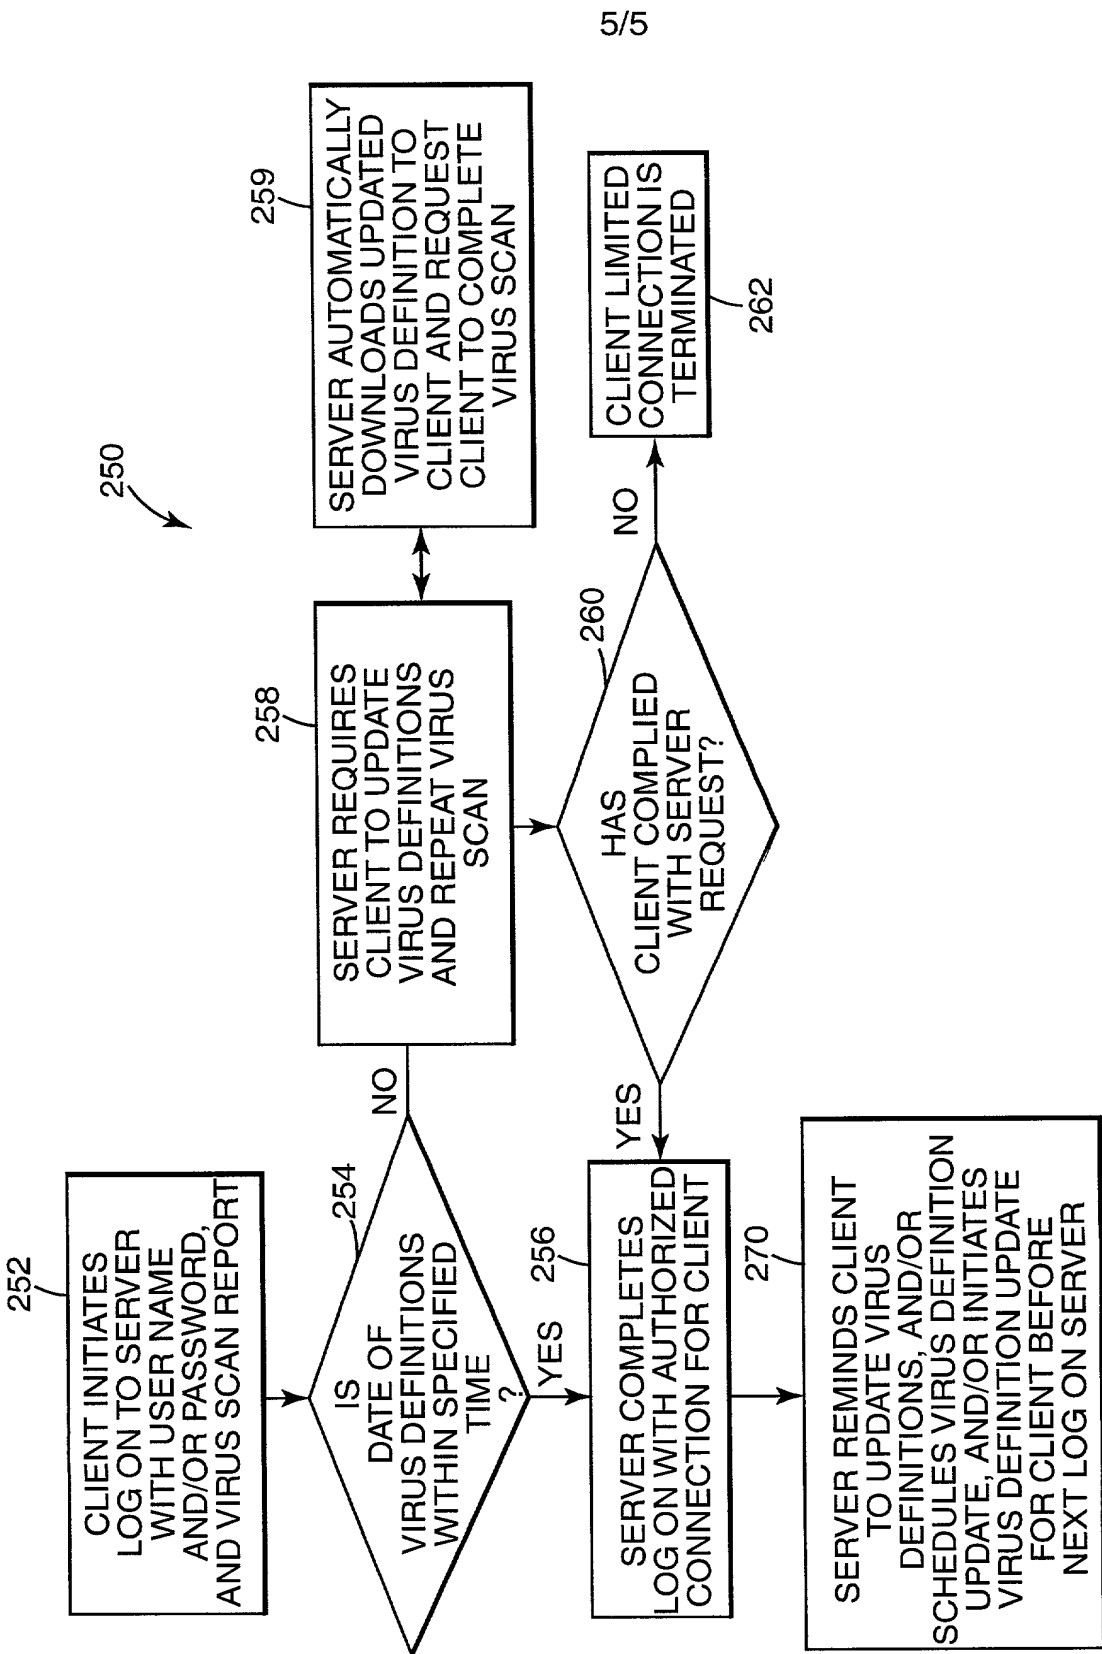 5/5
250
252
CLIENT INITIATES
LOG ON TO SERVER
WITH USER NAME
AND/OR PASSWORD,
AND VIRUS SCAN REPORT
254
IS
DATE OF
VIRUS DEFINITIONS
WITHIN SPECIFIED
TIME
?
NO
YES
258
SERVER REQUIRES
CLIENT TO UPDATE
VIRUS DEFINITIONS
AND REPEAT VIRUS
SCAN
259
SERVER AUTOMATICALLY
DOWNLOADS UPDATED
VIRUS DEFINITION TO
CLIENT AND REQUEST
CLIENT TO COMPLETE
VIRUS SCAN
256
SERVER COMPLETES
LOG ON WITH AUTHORIZED
CONNECTION FOR CLIENT
YES
260
HAS
CLIENT COMPLIED
WITH SERVER
REQUEST?
NO
CLIENT LIMITED
CONNECTION IS
TERMINATED
262
270
SERVER REMINDS CLIENT
TO UPDATE VIRUS
DEFINITIONS, AND/OR
SCHEDULES VIRUS DEFINITION
UPDATE, AND/OR INITIATES
VIRUS DEFINITION UPDATE
FOR CLIENT BEFORE
NEXT LOG ON SERVER